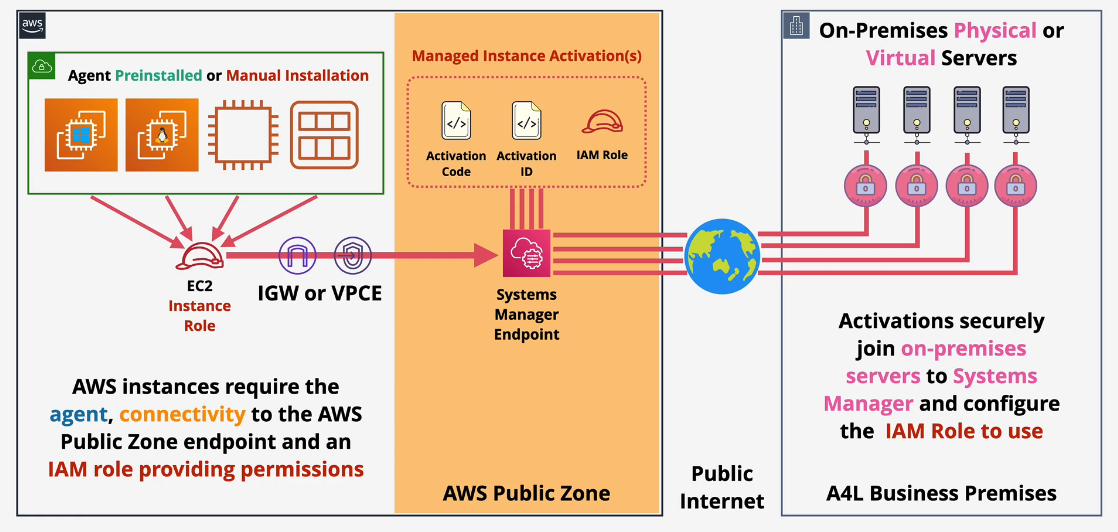 aws
Agent Preinstalled or Manual Installation
EC2
Instance
Role
IGW or VPCE
AWS instances require the
agent, connectivity to the AWS
Public Zone endpoint and an
IAM role providing permissions
Managed Instance Activation(s)
</>
Activation
Code
</>
Activation
ID
IAM Role
Systems
Manager
Endpoint
AWS Public Zone
Public
Internet
On-Premises Physical or
Virtual Servers
Activations securely
join on-premises
servers to Systems
Manager and configure
the IAM Role to use
A4L Business Premises